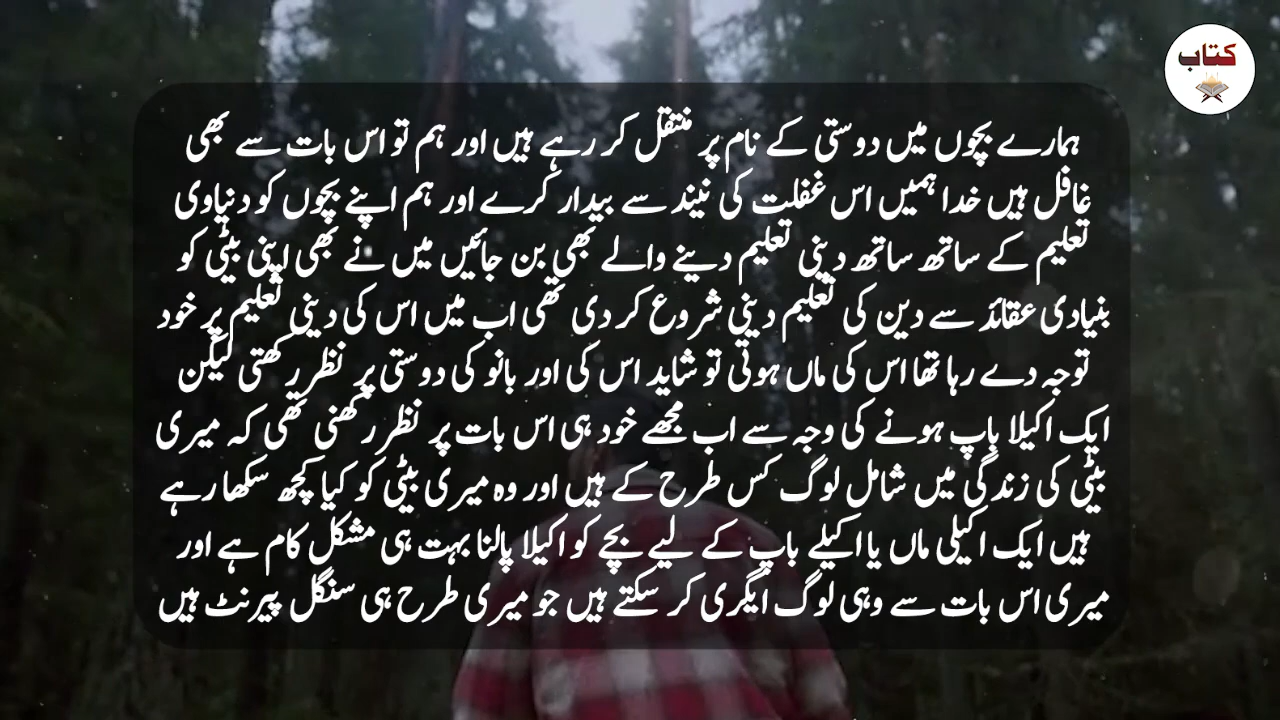 کتاب
ہمارے بچوں میں دوستی کے نام پر منتقل کر رہے ہیں اور ہم تو اس بات سے بھی
غافل ہیں خدا ہمیں اس غفلت کی نیند سے بیدار کرے اور ہم اپنے بچوں کو دنیاوی
تعلیم کے ساتھ ساتھ دینی تعلیم دینے والے بھی بن جائیں میں نے بھی اپنی بیٹی کو
بنیادی عقائد سے دین کی تعلیم دینی شروع کر دی تھی اب میں اس کی دینی تعلیم پر خود
توجہ دے رہا تھا اس کی ماں ہوتی تو شاید اس کی اور بانو کی دوستی پر نظر رکھتی لیکن
ایک اکیلا باپ ہونے کی وجہ سے اب مجھے خود ہی اس بات پر نظر رکھنی تھی کہ میری
بیٹی کی زندگی میں شامل لوگ کس طرح کے ہیں اور وہ میری بیٹی کو کیا کچھ سکھا رہے
ہیں ایک اکیلی ماں یا اکیلے باپ کے لیے بچے کو اکیلا پالنا بہت ہی مشکل کام ہے اور
میری اس بات سے وہی لوگ ایگری کر سکتے ہیں جو میری طرح ہی سنگل پیرنٹ ہیں